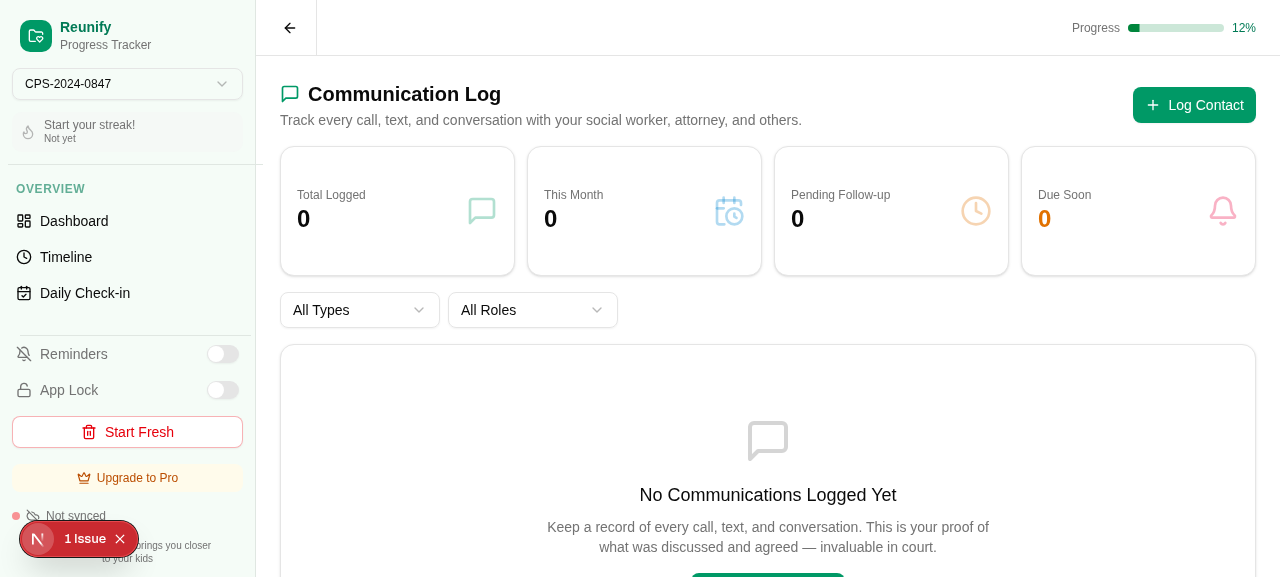 Reunify
Progress Tracker
CPS-2024-0847
Start your streak!
Not yet
OVERVIEW
Dashboard
Timeline
Daily Check-in
Reminders
App Lock
Start Fresh
Upgrade to Pro
Not synced
1 Issue
brings you closer
to your kids
Progress
12%
Communication Log
Track every call, text, and conversation with your social worker, attorney, and others.
Log Contact
Total Logged
0
This Month
0
Pending Follow-up
0
Due Soon
0
All Types
All Roles
No Communications Logged Yet
Keep a record of every call, text, and conversation. This is your proof of
what was discussed and agreed — invaluable in court.